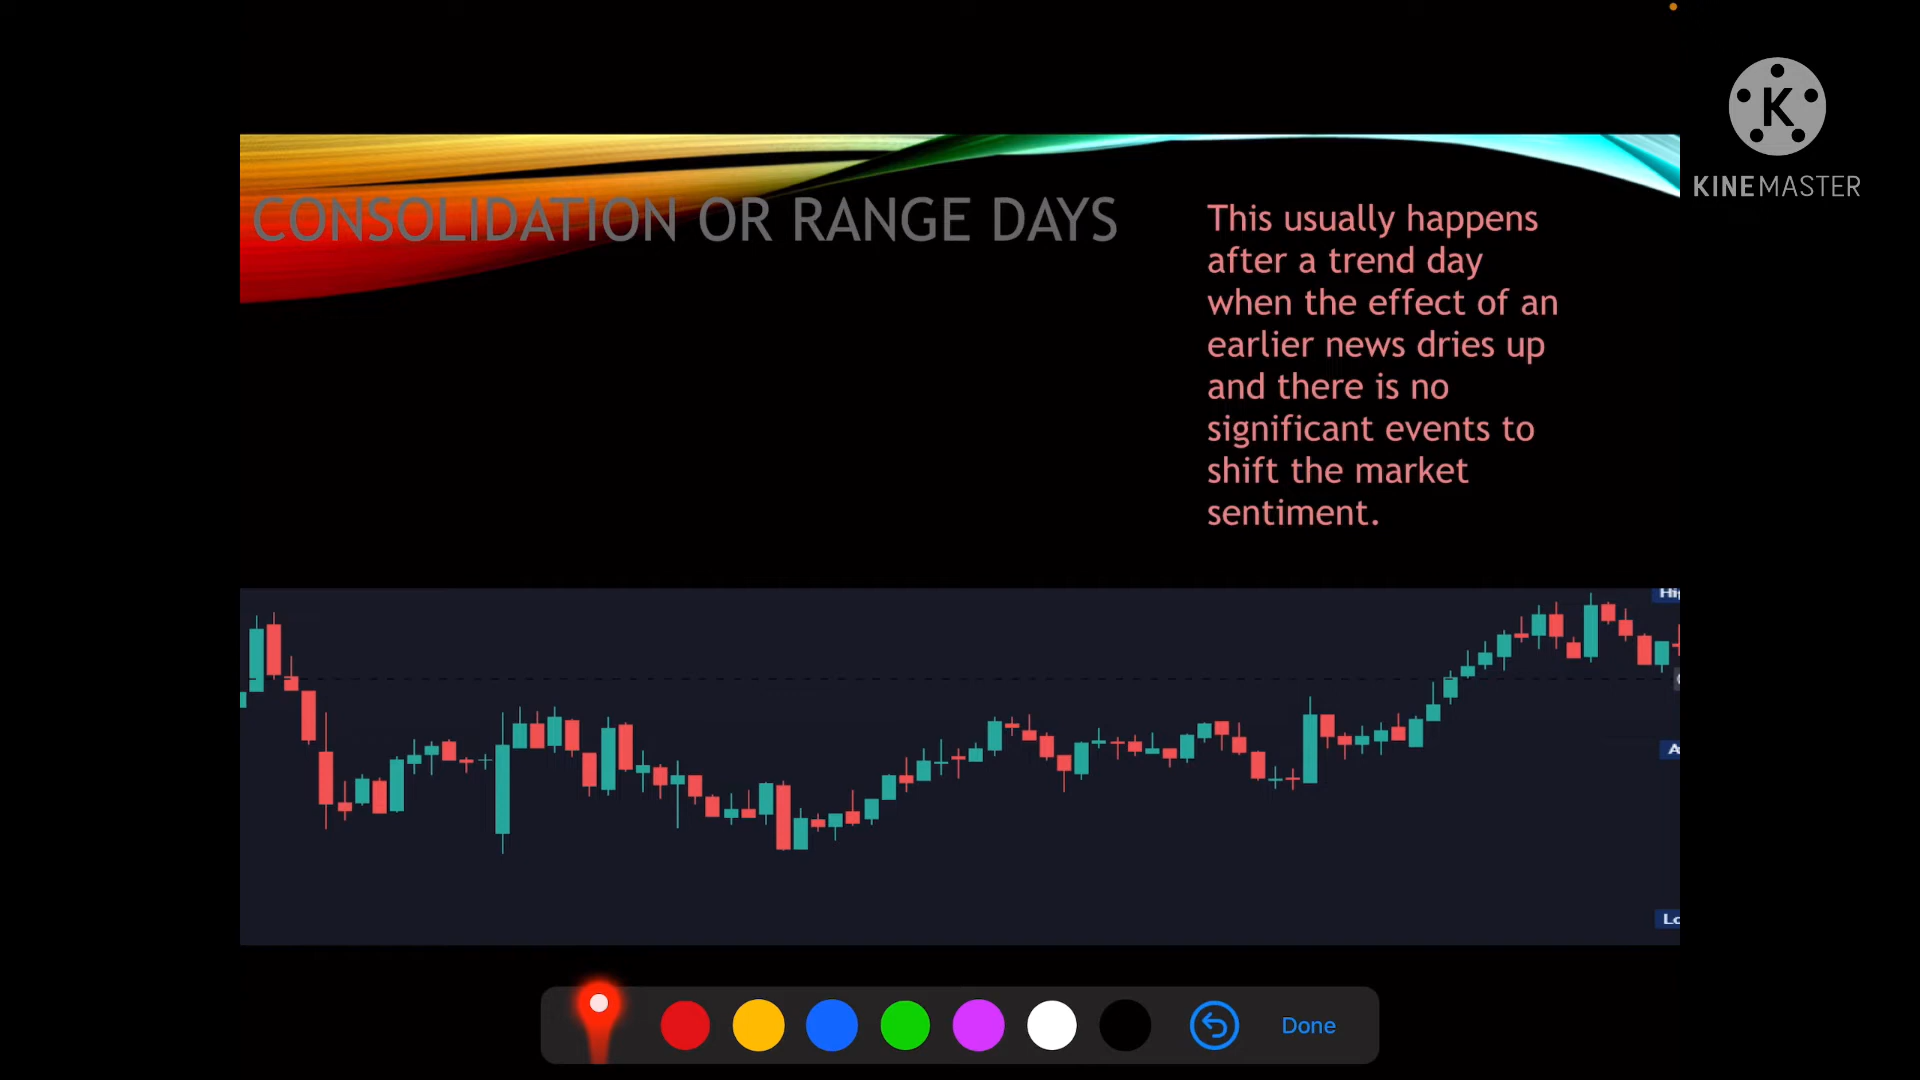 K
KINEMASTER
CONSOLIDATION OR RANGE DAYS
This usually happens
after a trend day
when the effect of an
earlier news dries up
and there is no
significant events to
shift the market
sentiment.
Done